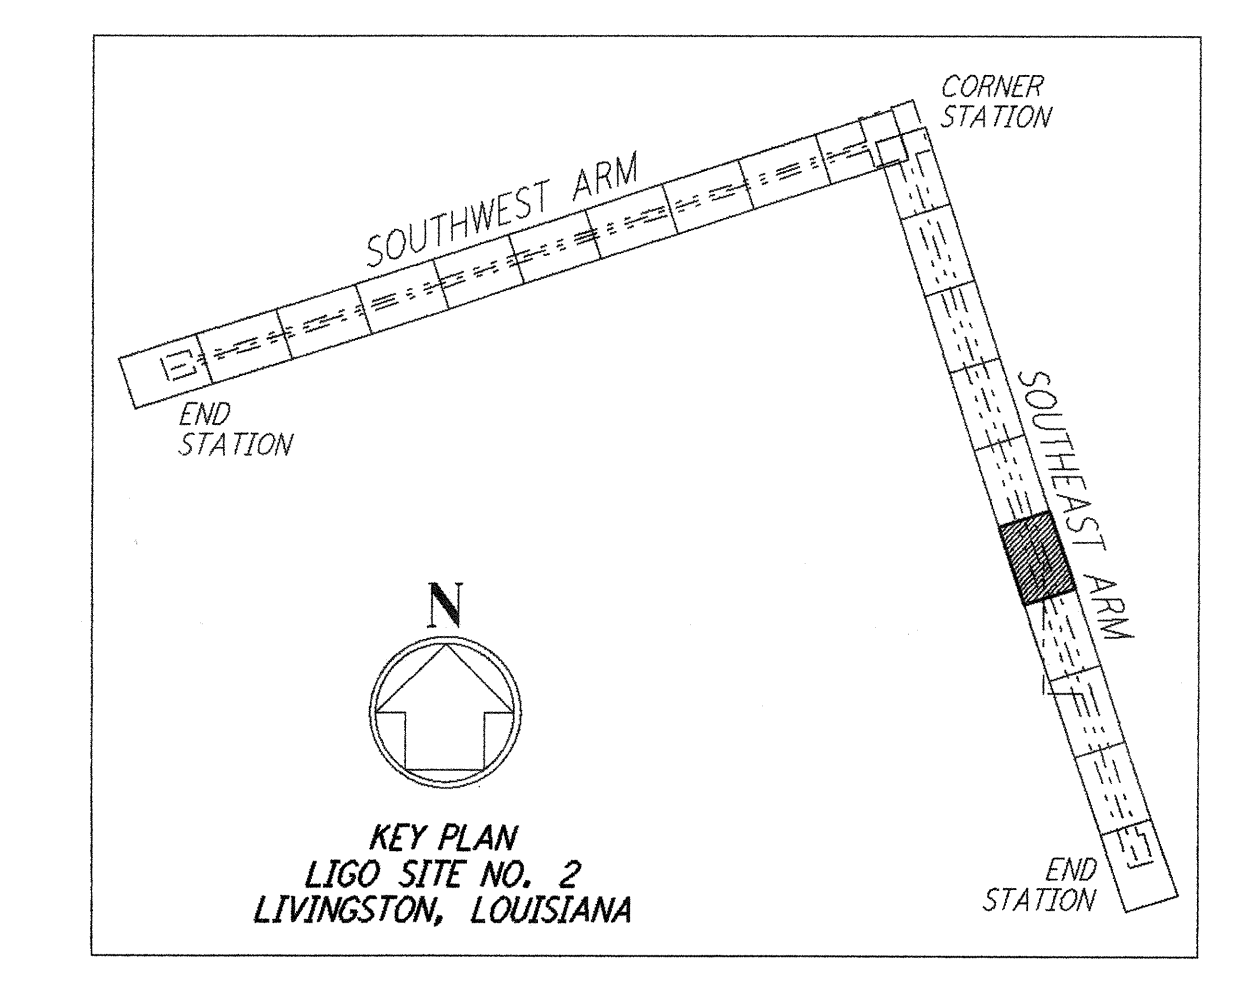 CORNER
STATION
SOUTHWEST ARM
END
STATION
SOUTHEAST ARM
N
KEY PLAN
LIGO SITE NO. 2
LIVINGSTON, LOUISIANA
END
STATION